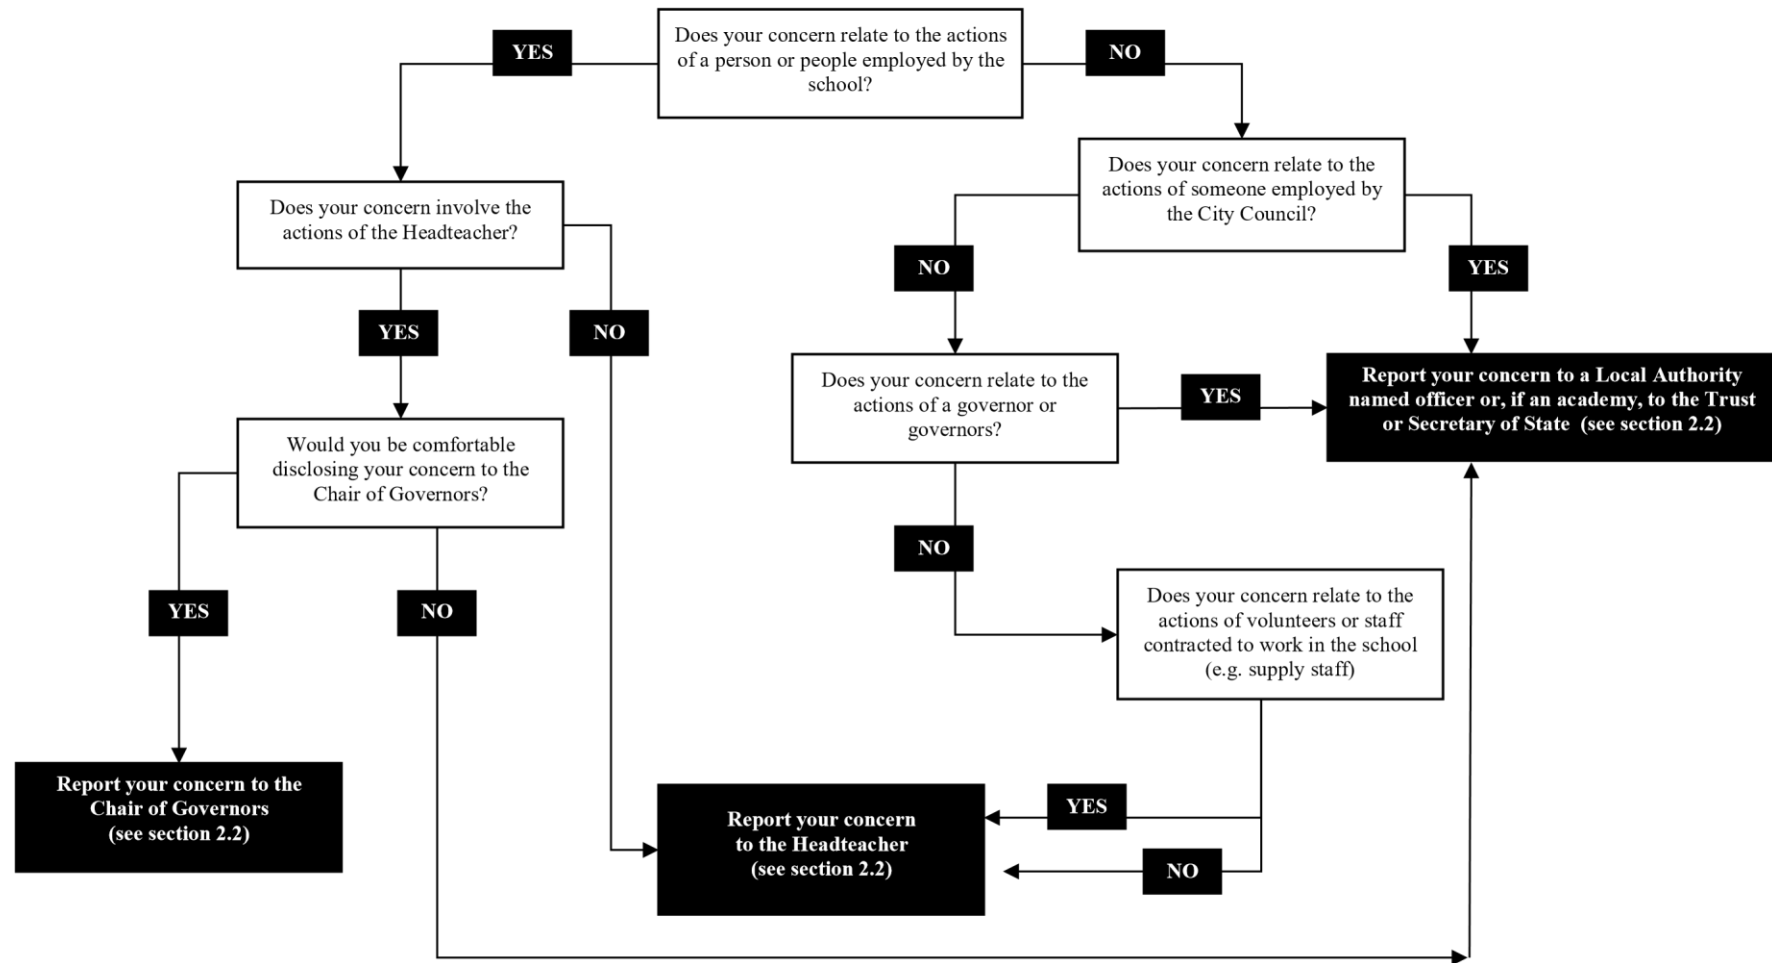 Does your concern relate to the actions
of a person or people employed by the
school?
YES
NO
Does your concern involve the
actions of the Headteacher?
Does your concern relate to the
actions of someone employed by
the City Council?
NO
YES
YES
NO
Does your concern relate to the
actions of a governor or
governors?
YES
Report your concern to a Local Authority
named officer or, if an academy, to the Trust
or Secretary of State (see section 2.2)
Would you be comfortable
disclosing your concern to the
Chair of Governors?
NO
YES
NO
Does your concern relate to the
actions of volunteers or staff
contracted to work in the school
(e.g. supply staff)
Report your concern to the
Chair of Governors
(see section 2.2)
Report your concern
to the Headteacher
(see section 2.2)
YES
NO